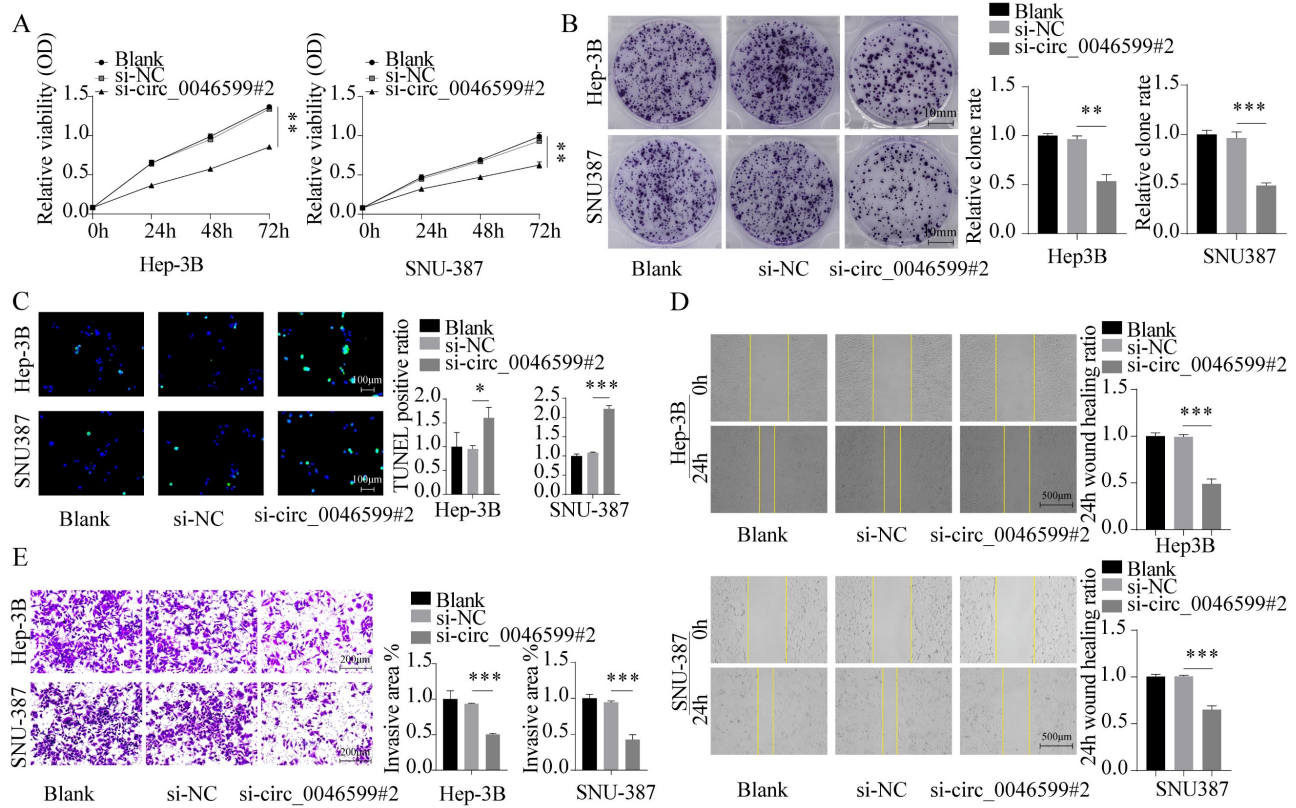 A
Relative viability (OD)
Blank
si-NC
si-circ_0046599#2
1.5
1.0
0.5
0.0
0h 24h 48h 72h
Hep-3B
**
Relative viability (OD)
Blank
si-NC
si-circ_0046599#2
1.5
1.0
0.5
0.0
0h 24h 48h 72h
SNU-387
**
B
Hep-3B
10mm
SNU387
10mm
Blank si-NC si-circ_0046599#2
Blank
si-NC
si-circ_0046599#2
Relative clone rate
1.5
1.0
0.5
0.0
**
Hep3B
Relative clone rate
1.5
1.0
0.5
0.0
***
SNU387
C
Hep-3B
100μm
SNU387
100μm
Blank si-NC si-circ_0046599#2
Blank
si-NC
si-circ_0046599#2
TUNEL positive ratio
2.0
1.5
1.0
0.5
0.0
*
Hep-3B
2.5
2.0
1.5
1.0
0.5
0.0
***
SNU-387
D
Hep-3B
0h
24h
500μm
Blank si-NC si-circ_0046599#2
Blank
si-NC
si-circ_0046599#2
24h wound healing ratio
1.5
1.0
0.5
0.0
***
Hep3B
SNU-387
0h
24h
500μm
Blank si-NC si-circ_0046599#2
Blank
si-NC
si-circ_0046599#2
24h wound healing ratio
1.5
1.0
0.5
0.0
***
SNU387
E
Hep-3B
200μm
SNU-387
200μm
Blank si-NC si-circ_0046599#2
Blank
si-NC
si-circ_0046599#2
Invasive area %
1.5
1.0
0.5
0.0
***
Hep-3B
Invasive area %
1.5
1.0
0.5
0.0
***
SNU-387